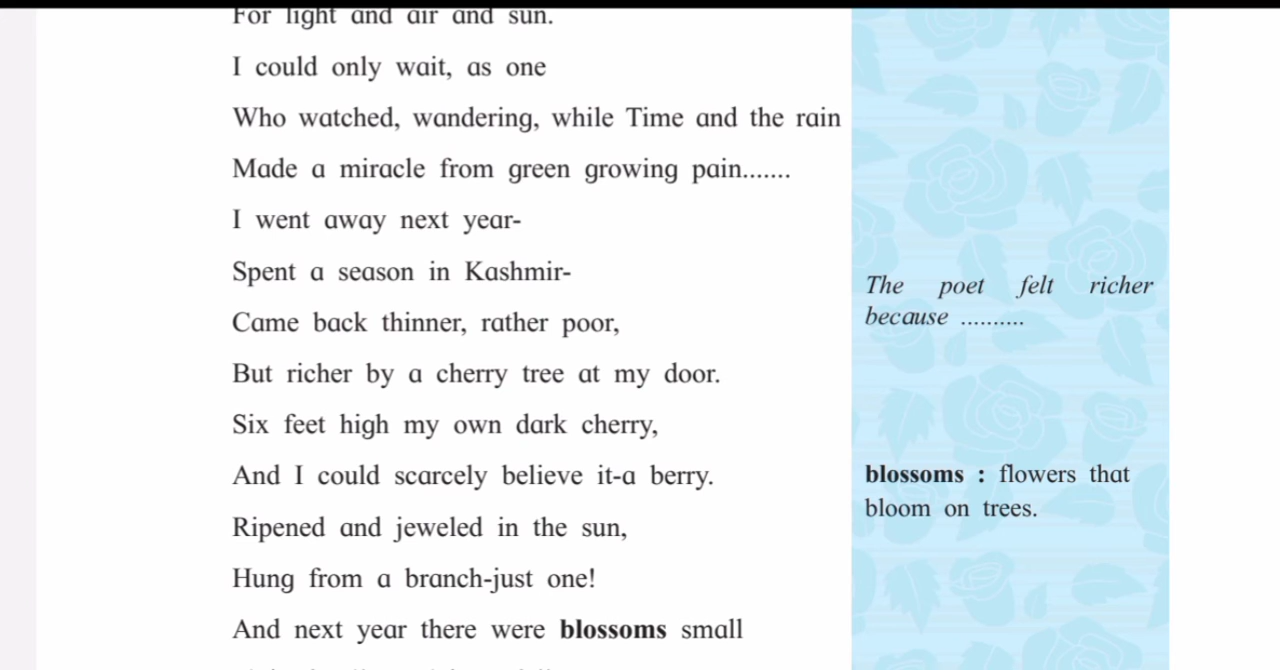 For light and air and sun.
I could only wait, as one
Who watched, wandering, while Time and the rain
Made a miracle from green growing pain.......
I went away next year-
Spent a season in Kashmir-
Came back thinner, rather poor,
But richer by a cherry tree at my door.
Six feet high my own dark cherry,
And I could scarcely believe it-a berry.
Ripened and jeweled in the sun,
Hung from a branch-just one!
And next year there were blossoms small
The poet felt richer
because ..........
blossoms : flowers that
bloom on trees.